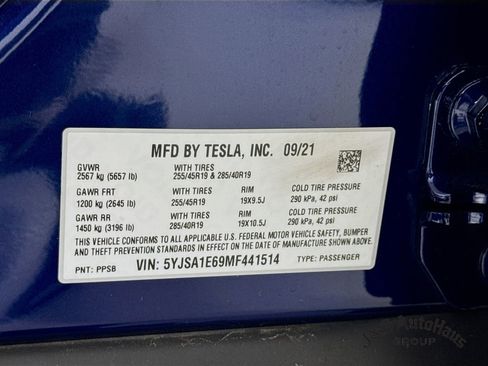 MFD BY TESLA, INC. 09/21
GVWR WITH TIRES
2567 kg (5657 lb) 255/45R19 & 285/40R19
GAWR FRT WITH TIRES RIM COLD TIRE PRESSURE
1200 kg (2645 lb) 255/45R19 19X9.5J 290 kPa, 42 psi
GAWR RR WITH TIRES RIM COLD TIRE PRESSURE
1450 kg (3196 lb) 285/40R19 19X10.5J 290 kPa, 42 psi
THIS VEHICLE CONFORMS TO ALL APPLICABLE U.S. FEDERAL MOTOR VEHICLE SAFETY, BUMPER
AND THEFT PREVENTION STANDARDS IN EFFECT ON THE DATE OF MANUFACTURE SHOWN ABOVE.
PNT: PPSB VIN: 5YJSA1E69MF441514 TYPE: PASSENGER
AutoHaus
GROUP